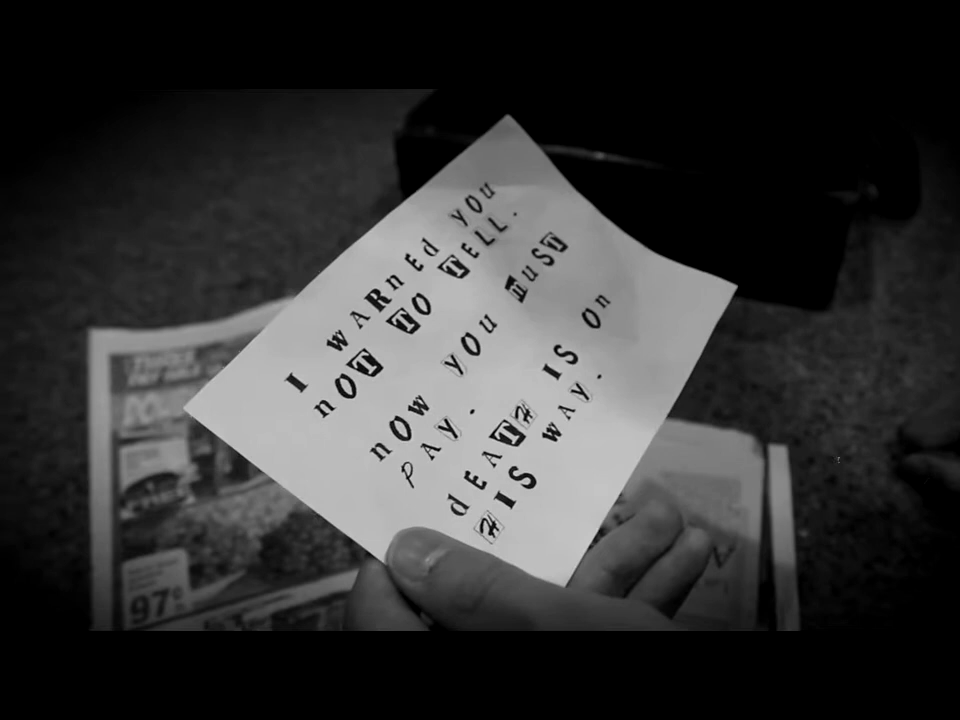 I wARnEd yOu
nOT TO TELL.
nOw yOu muST
PAy.
dEATH IS On
HIS wAy.
97¢